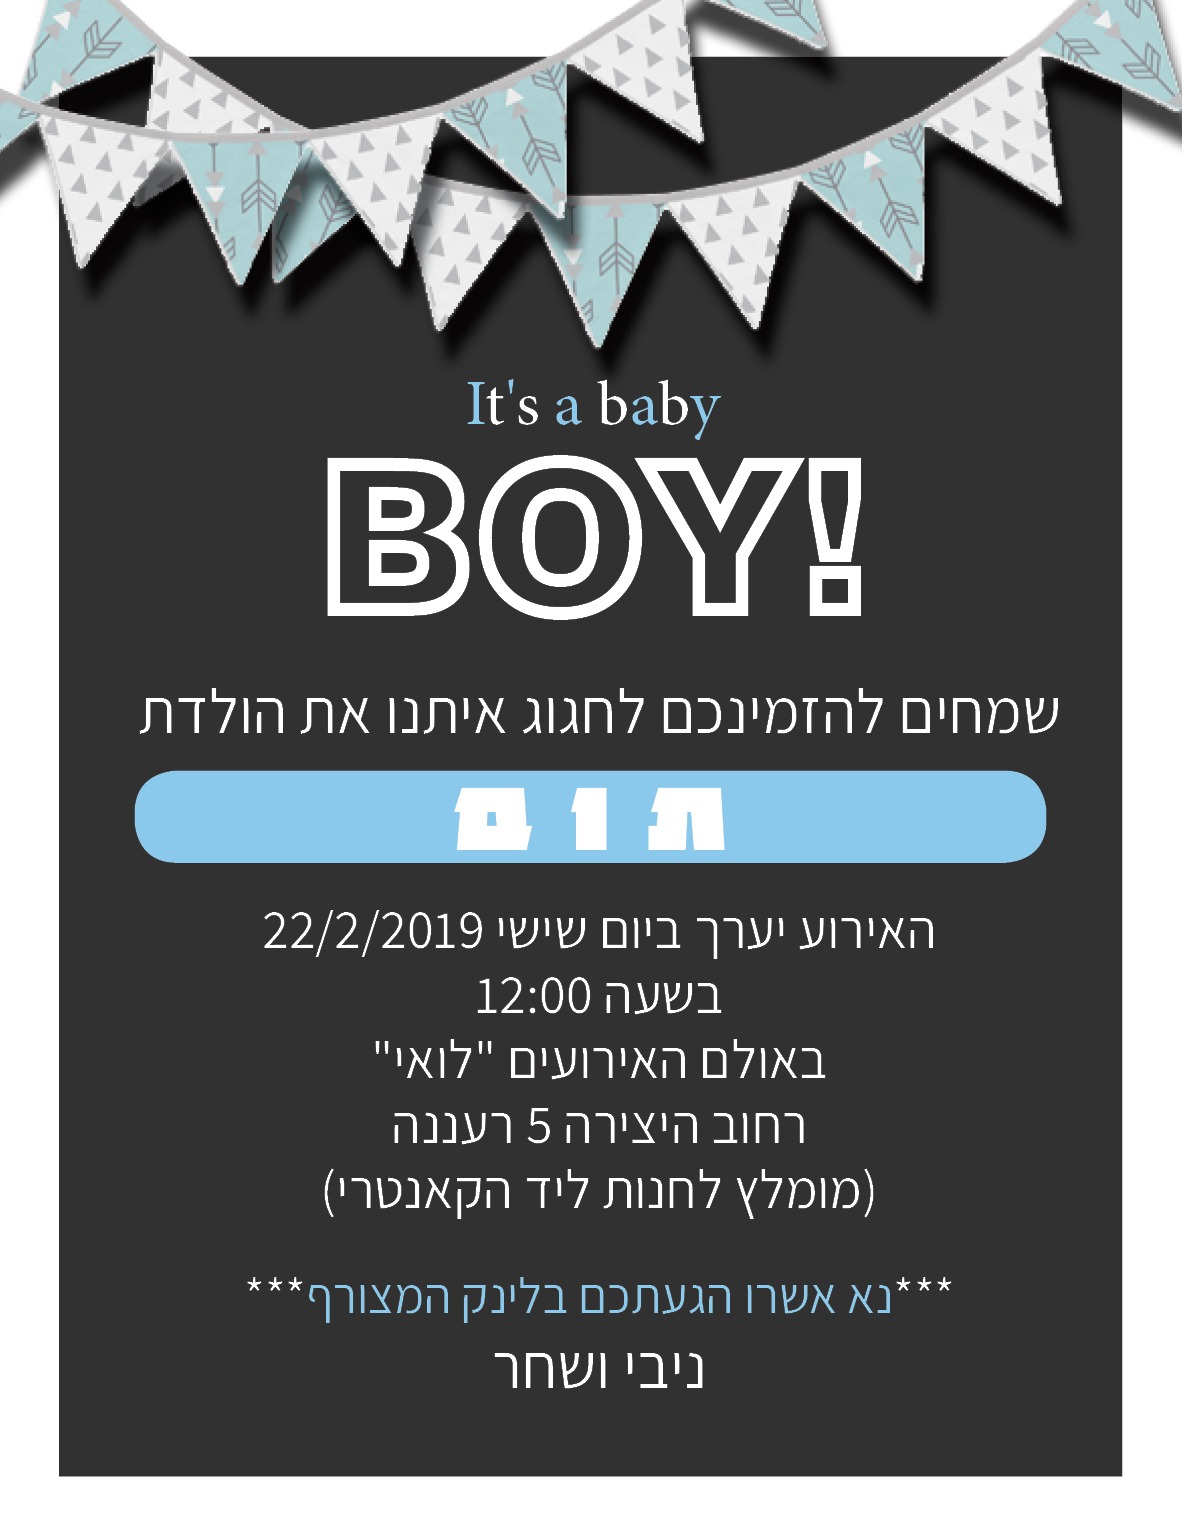 It's a baby
BOY!
שמחים להזמינכם לחגוג איתנו את הולדת
תום
האירוע יערך ביום שישי 22/2/2019
בשעה 12:00
באולם האירועים "לואי"
רחוב היצירה 5 רעננה
(מומלץ לחנות ליד הקאנטרי)
***נא אשרו הגעתכם בלינק המצורף***
ניבי ושחר